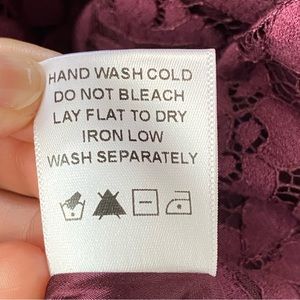 HAND WASH COLD
DO NOT BLEACH
LAY FLAT TO DRY
IRON LOW
WASH SEPARATELY